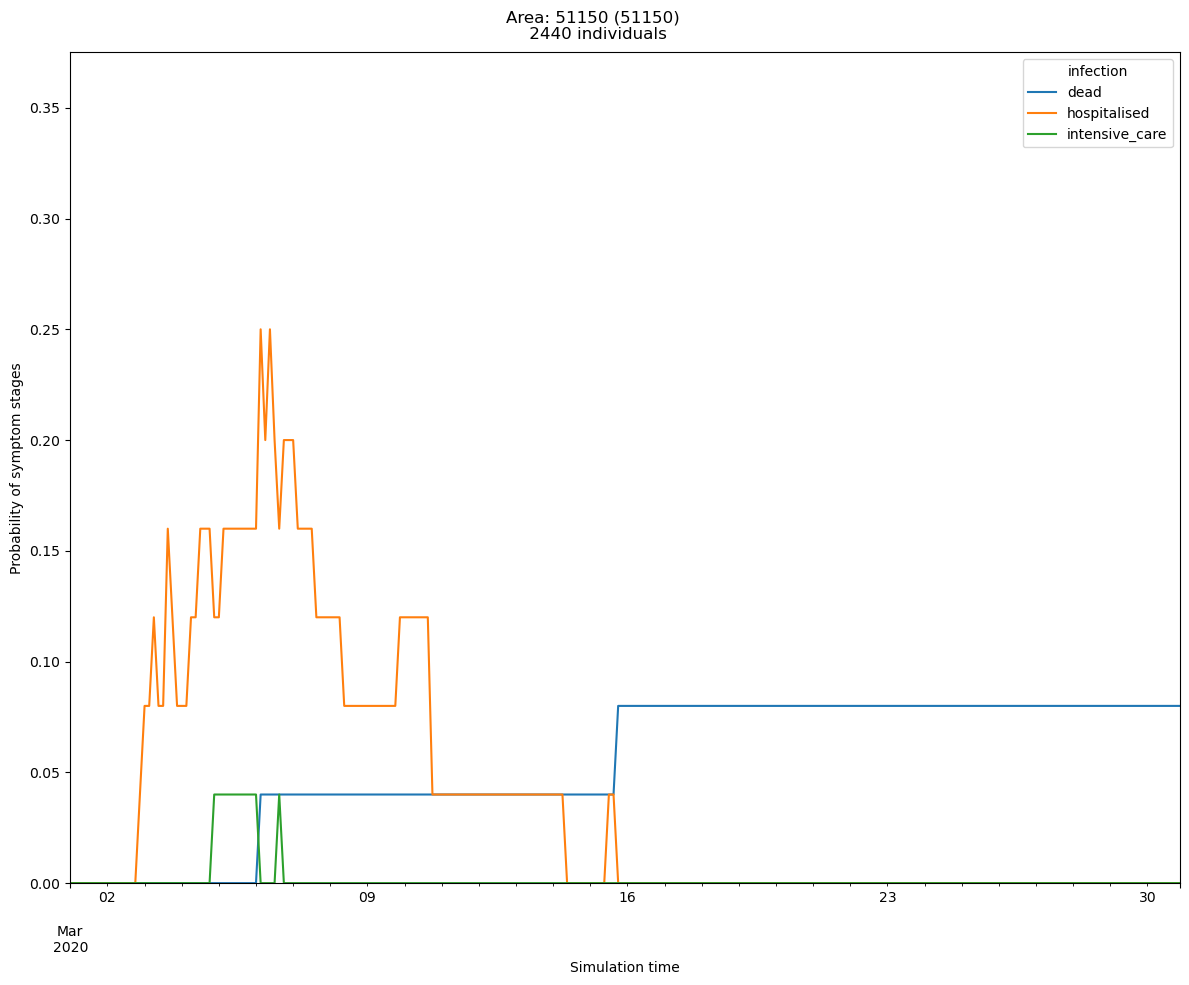 Area: 51150 (51150)
2440 individuals
infection
dead
hospitalised
intensive_care
Probability of symptom stages
0.35
0.30
0.25
0.20
0.15
0.10
0.05
0.00
02
09
16
23
30
Mar
2020
Simulation time